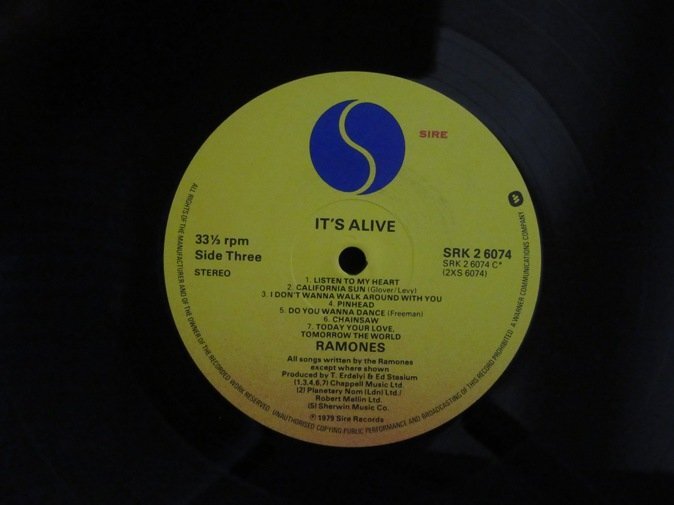 SIRE
IT'S ALIVE
33⅓ rpm
Side Three
STEREO
SRK 2 6074
SRK 2 6074 C*
(2XS 6074)
1. LISTEN TO MY HEART
2. CALIFORNIA SUN (Glover/Levy)
3. I DON'T WANNA WALK AROUND WITH YOU
4. PINHEAD
5. DO YOU WANNA DANCE (Freeman)
6. CHAINSAW
7. TODAY YOUR LOVE,
TOMORROW THE WORLD
RAMONES
All songs written by the Ramones
except where shown
Produced by T. Erdalyi & Ed Stasium
(1,3,4,6,7) Chappell Music Ltd.
(2) Planetary Nom (Ldn) Ltd./
Robert Mellin Ltd.
(5) Sherwin Music Co.
℗ 1979 Sire Records
ALL RIGHTS OF THE MANUFACTURER AND OF THE OWNER OF THE RECORDED WORK RESERVED UNAUTHORISED COPYING PUBLIC PERFORMANCE AND BROADCASTING OF THIS RECORD PROHIBITED A WARNER COMMUNICATIONS COMPANY